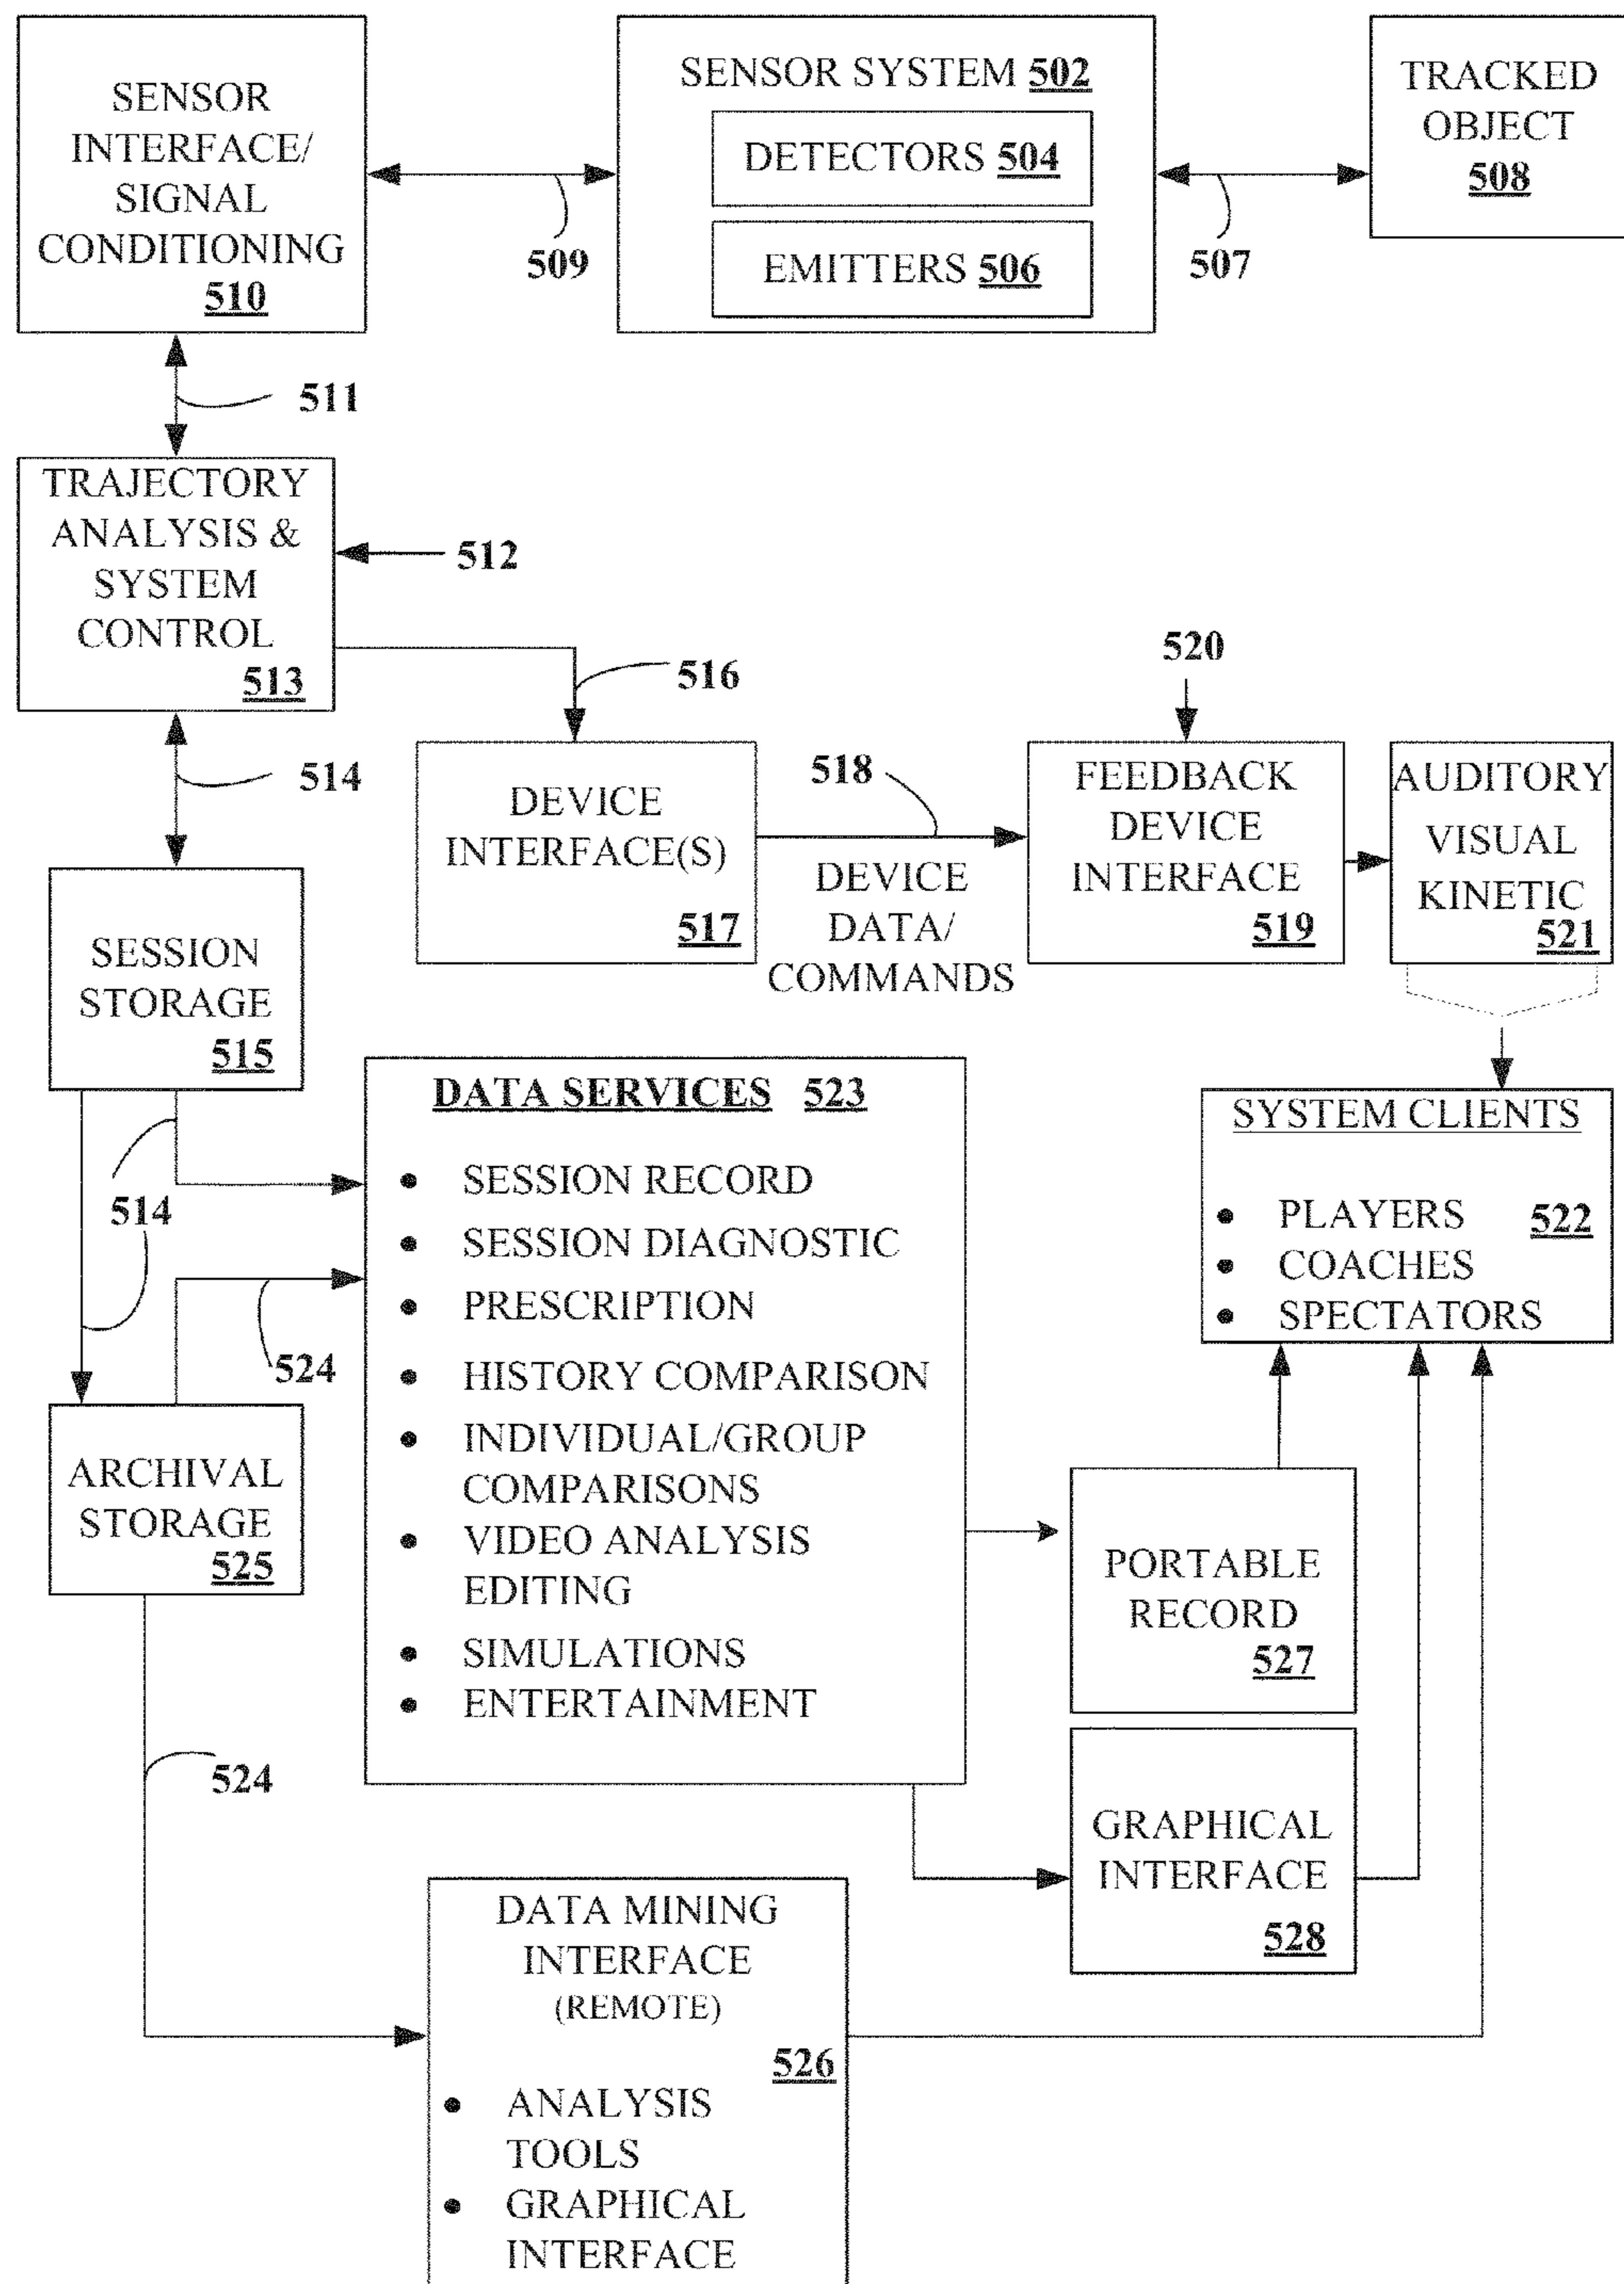 SENSOR
INTERFACE/
SIGNAL
CONDITIONING
510
509
SENSOR SYSTEM 502
DETECTORS 504
EMITTERS 506
507
TRACKED
OBJECT
508
511
TRAJECTORY
ANALYSIS &
SYSTEM
CONTROL
513
512
516
514
DEVICE
INTERFACE(S)
517
518
DEVICE
DATA/
COMMANDS
520
FEEDBACK
DEVICE
INTERFACE
519
AUDITORY
VISUAL
KINETIC
521
SESSION
STORAGE
515
514
524
ARCHIVAL
STORAGE
525
524
DATA SERVICES 523
• SESSION RECORD
• SESSION DIAGNOSTIC
• PRESCRIPTION
• HISTORY COMPARISON
• INDIVIDUAL/GROUP
COMPARISONS
• VIDEO ANALYSIS
EDITING
• SIMULATIONS
• ENTERTAINMENT
SYSTEM CLIENTS
• PLAYERS 522
• COACHES
• SPECTATORS
PORTABLE
RECORD
527
GRAPHICAL
INTERFACE
528
DATA MINING
INTERFACE
(REMOTE)
526
• ANALYSIS
TOOLS
• GRAPHICAL
INTERFACE